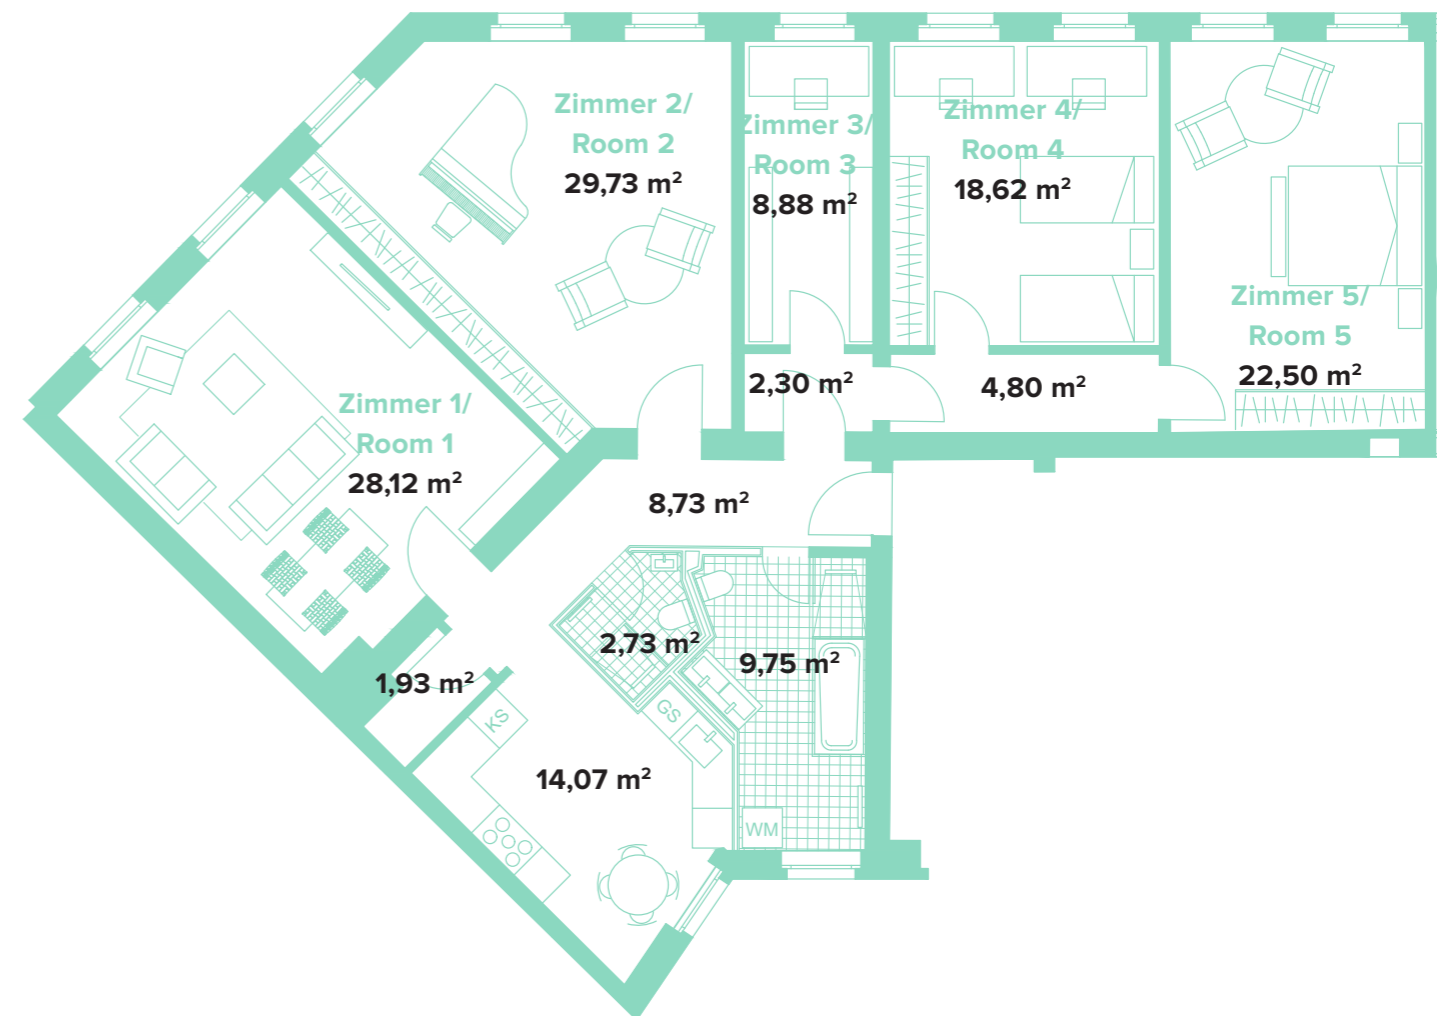 Zimmer 2/
Room 2
29,73 m²
Zimmer 3/
Room 3
8,88 m²
Zimmer 4/
Room 4
18,62 m²
Zimmer 5/
Room 5
22,50 m²
2,30 m²
4,80 m²
Zimmer 1/
Room 1
28,12 m²
8,73 m²
2,73 m²
9,75 m²
1,93 m²
KS
GS
14,07 m²
WM